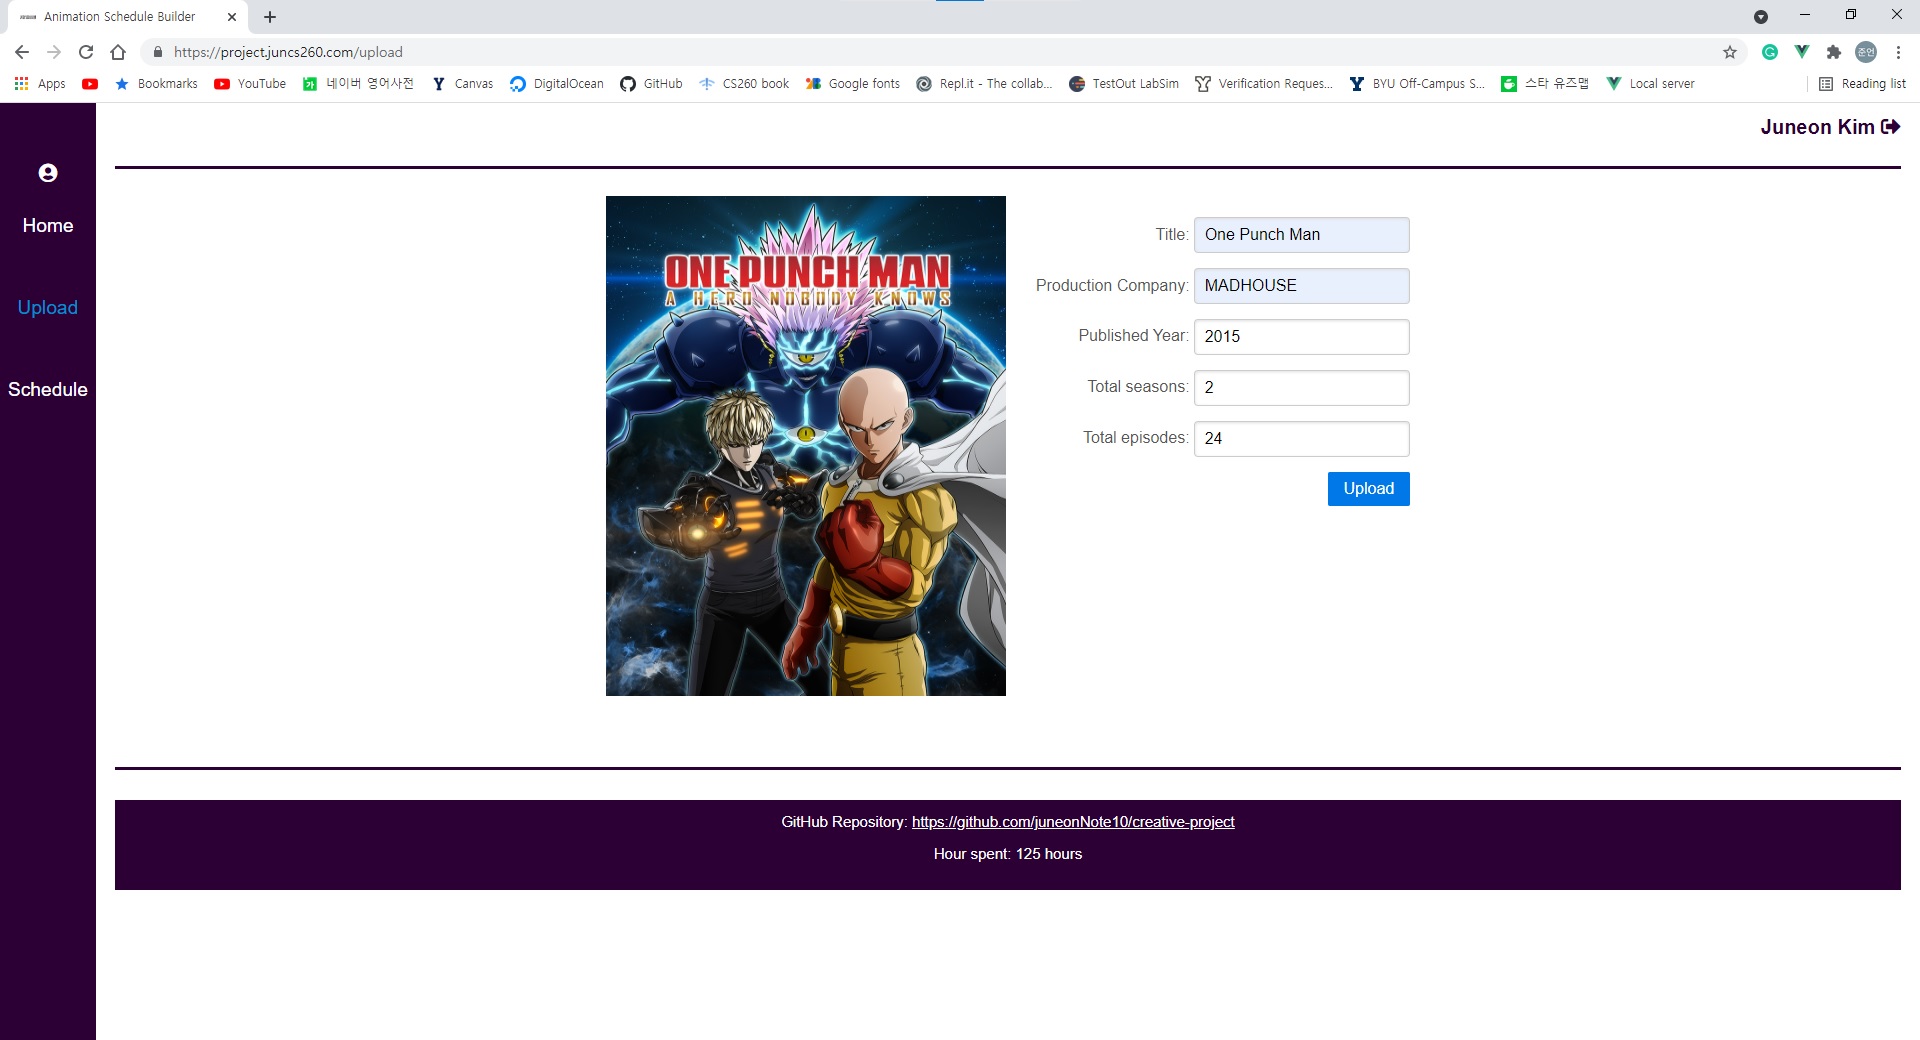 Animation Schedule Builder
https://project.juncs260.com/upload
준언
Apps
Bookmarks
YouTube
네이버 영어사전
Canvas
DigitalOcean
GitHub
CS260 book
Google fonts
Repl.it - The collab...
TestOut LabSim
Verification Reques...
BYU Off-Campus S...
스타 유즈맵
Local server
Reading list
Juneon Kim
Home
Upload
Schedule
ONE PUNCH MAN
A HERO NOBODY KNOWS
Title: One Punch Man
Production Company: MADHOUSE
Published Year: 2015
Total seasons: 2
Total episodes: 24
Upload
GitHub Repository: https://github.com/juneonNote10/creative-project
Hour spent: 125 hours